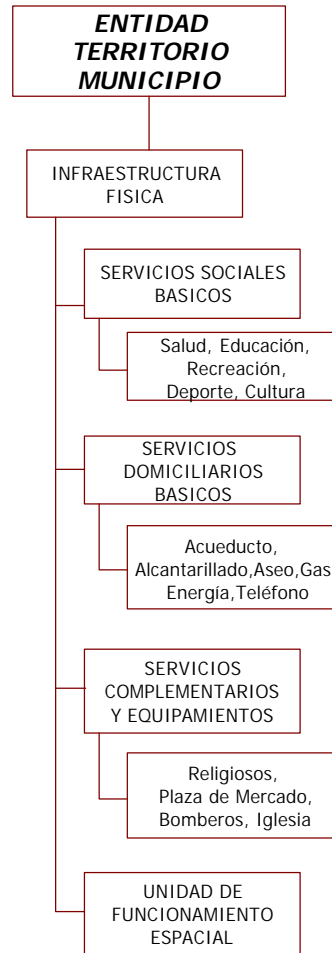 ENTIDAD
TERRITORIO
MUNICIPIO
INFRAESTRUCTURA
FISICA
SERVICIOS SOCIALES
BASICOS
Salud, Educación,
Recreación,
Deporte, Cultura
SERVICIOS
DOMICILIARIOS
BASICOS
Acueducto,
Alcantarillado,Aseo,Gas
Energía,Teléfono
SERVICIOS
COMPLEMENTARIOS
Y EQUIPAMIENTOS
Religiosos,
Plaza de Mercado,
Bomberos, Iglesia
UNIDAD DE
FUNCIONAMIENTO
ESPACIAL